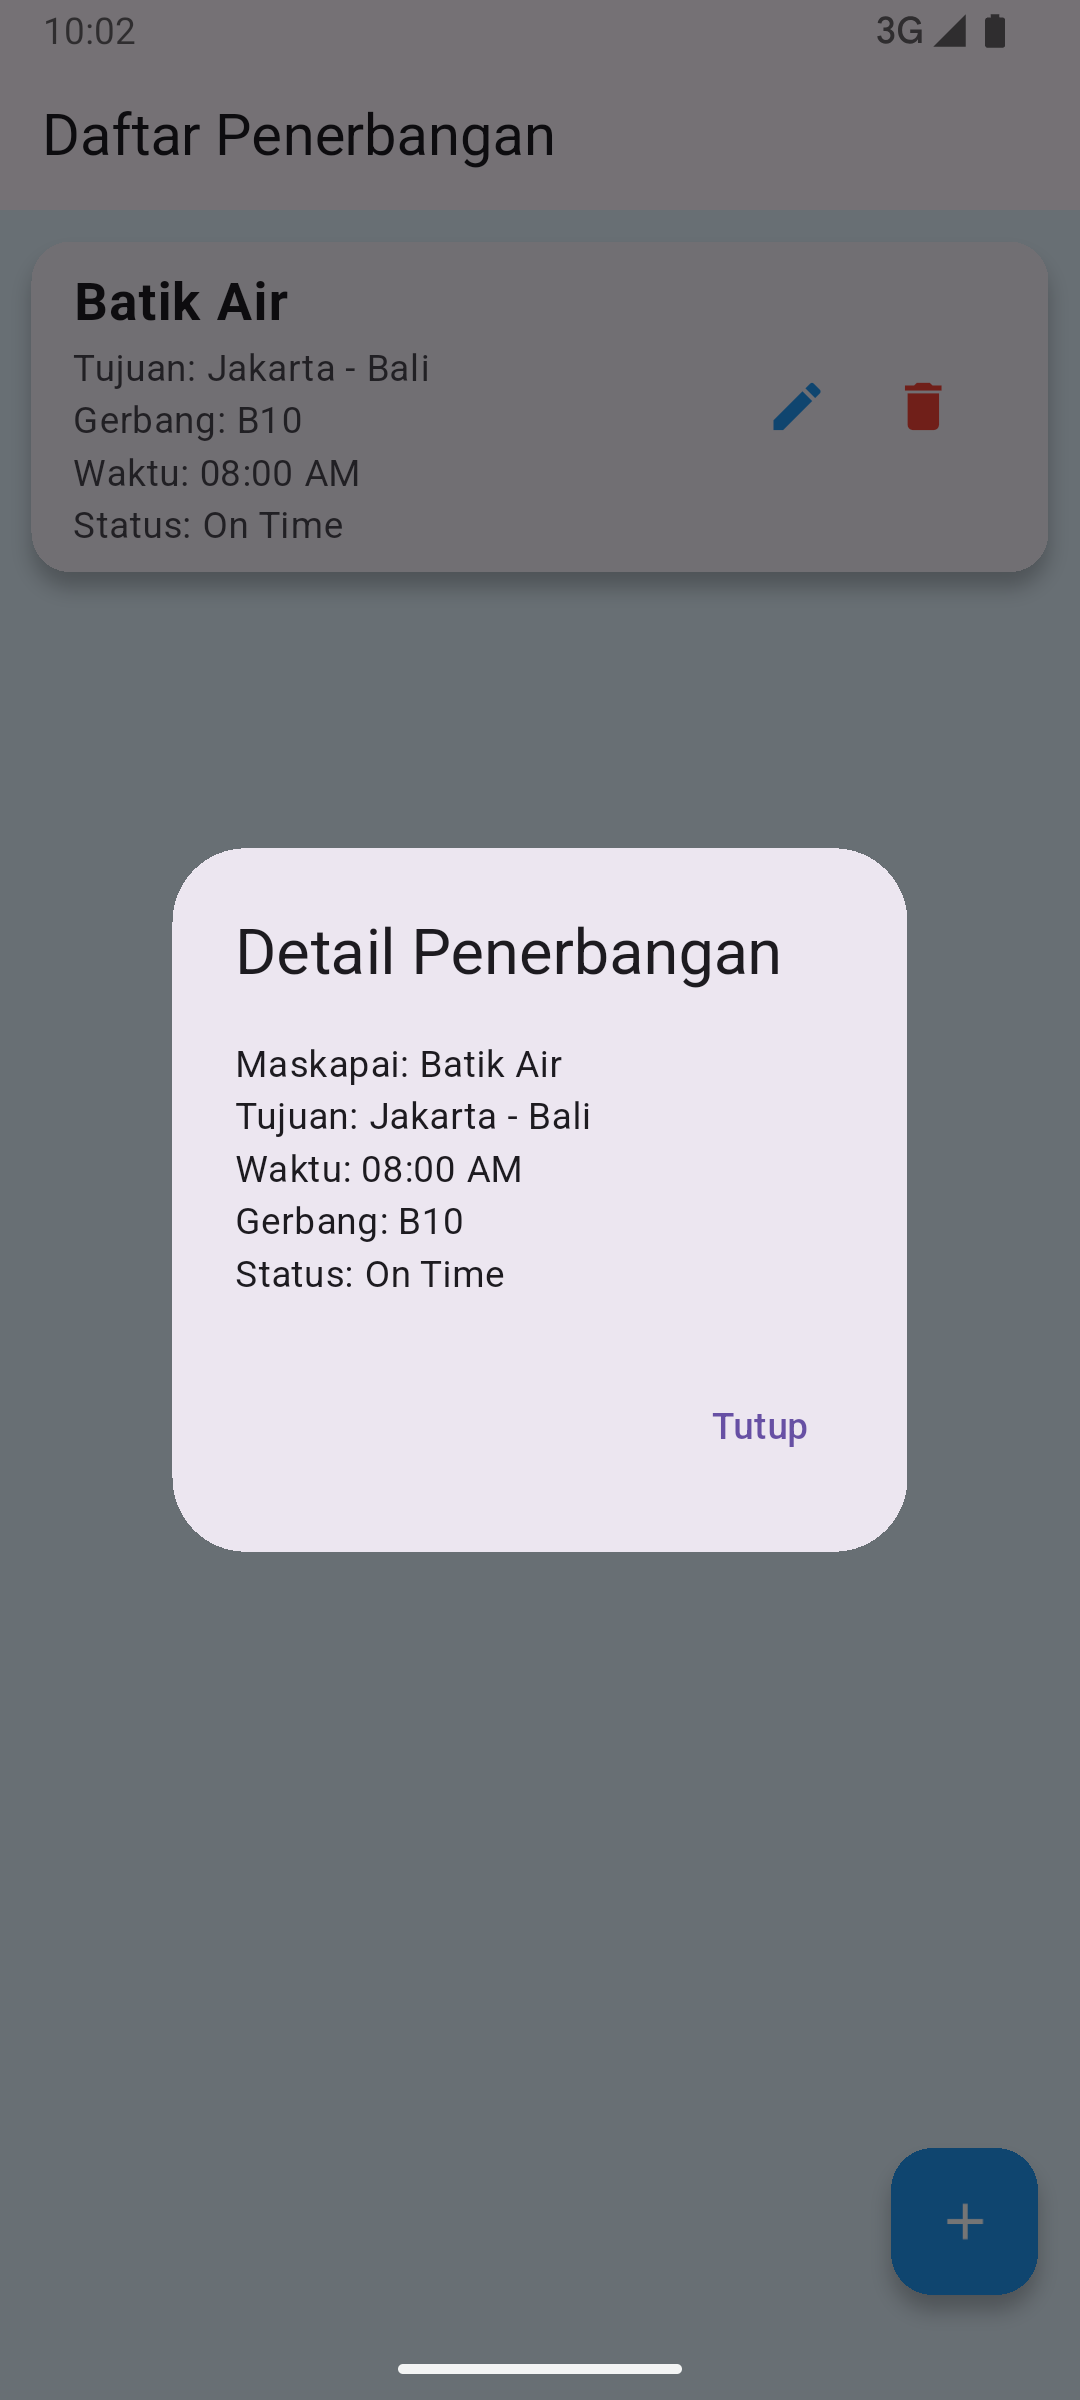 10:02
3G
Daftar Penerbangan
Batik Air
Tujuan: Jakarta - Bali
Gerbang: B10
Waktu: 08:00 AM
Status: On Time
Detail Penerbangan
Maskapai: Batik Air
Tujuan: Jakarta - Bali
Waktu: 08:00 AM
Gerbang: B10
Status: On Time
Tutup